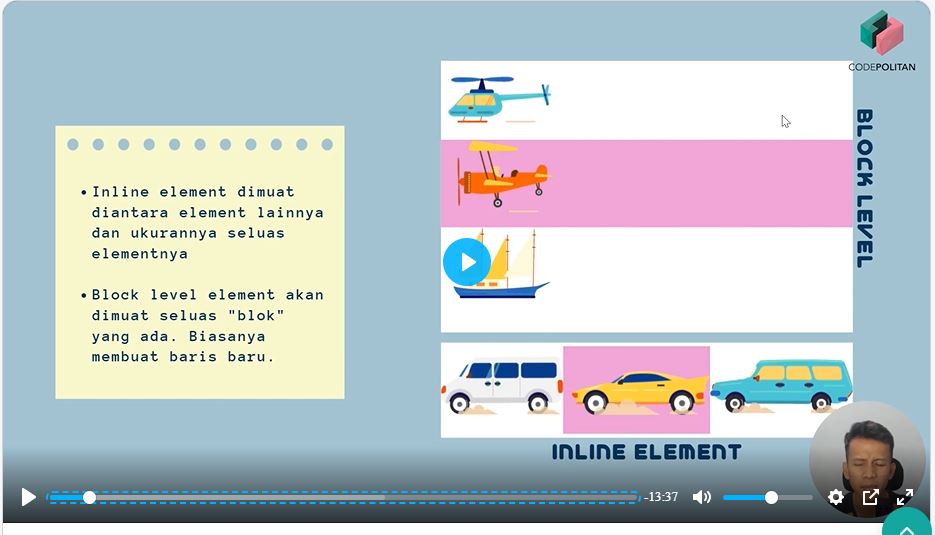 CODEPOLITAN
• Inline element dimuat
diantara element lainnya
dan ukurannya seluas
elementnya
• Block level element akan
dimuat seluas "blok"
yang ada. Biasanya
membuat baris baru.
BLOCK LEVEL
INLINE ELEMENT
-13:37